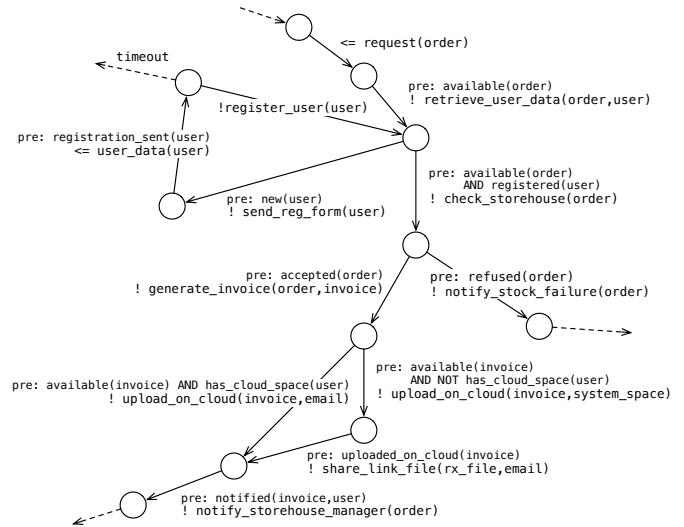 <= request(order)
timeout
pre: available(order)
! retrieve_user_data(order,user)
!register_user(user)
pre: registration_sent(user)
<= user_data(user)
pre: available(order)
AND registered(user)
! check_storehouse(order)
pre: new(user)
! send_reg_form(user)
pre: accepted(order)
! generate_invoice(order,invoice)
pre: refused(order)
! notify_stock_failure(order)
pre: available(invoice)
AND NOT has_cloud_space(user)
! upload_on_cloud(invoice,system_space)
pre: available(invoice) AND has_cloud_space(user)
! upload_on_cloud(invoice,email)
pre: uploaded_on_cloud(invoice)
! share_link_file(rx_file,email)
pre: notified(invoice,user)
! notify_storehouse_manager(order)